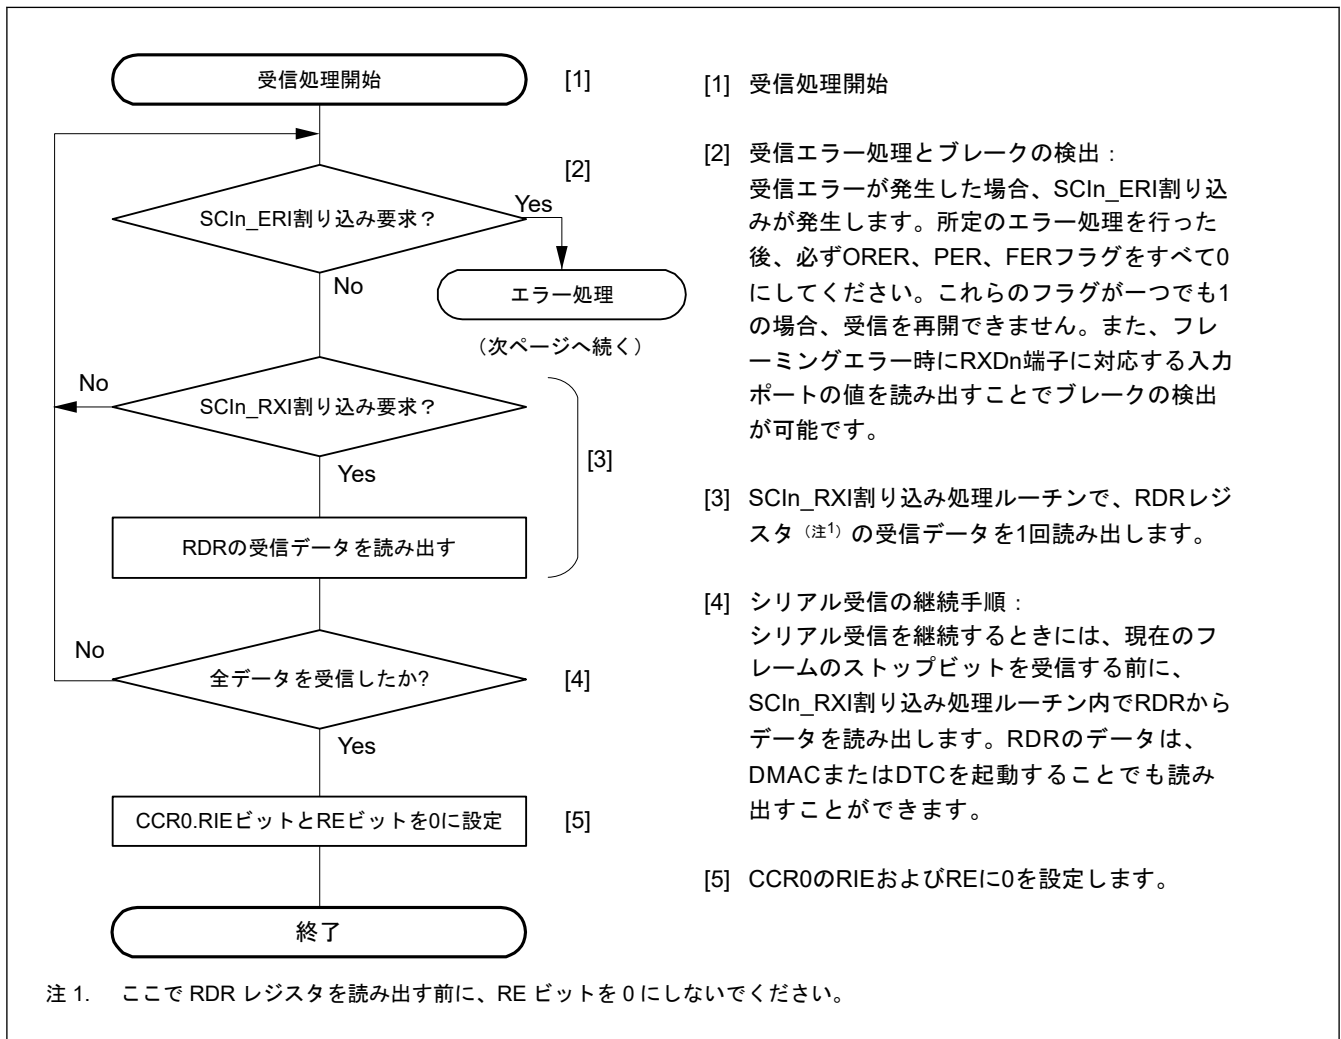 受信処理開始
[1]
[2]
SCIn_ERI割り込み要求？
Yes
No
エラー処理
（次ページへ続く）
No
SCIn_RXI割り込み要求？
[3]
Yes
RDRの受信データを読み出す
No
全データを受信したか?
[4]
Yes
CCR0.RIEビットとREビットを0に設定
[5]
終了
[1] 受信処理開始
[2] 受信エラー処理とブレークの検出：
受信エラーが発生した場合、SCIn_ERI割り込
みが発生します。所定のエラー処理を行った
後、必ずORER、PER、FERフラグをすべて0
にしてください。これらのフラグが一つでも1
の場合、受信を再開できません。また、フレ
ーミングエラー時にRXDn端子に対応する入力
ポートの値を読み出すことでブレークの検出
が可能です。
[3] SCIn_RXI割り込み処理ルーチンで、RDRレジ
スタ（注1）の受信データを1回読み出します。
[4] シリアル受信の継続手順：
シリアル受信を継続するときには、現在のフ
レームのストップビットを受信する前に、
SCIn_RXI割り込み処理ルーチン内でRDRから
データを読み出します。RDRのデータは、
DMACまたはDTCを起動することでも読み
出すことができます。
[5] CCR0のRIEおよびREに0を設定します。
注 1. ここで RDR レジスタを読み出す前に、RE ビットを 0 にしないでください。